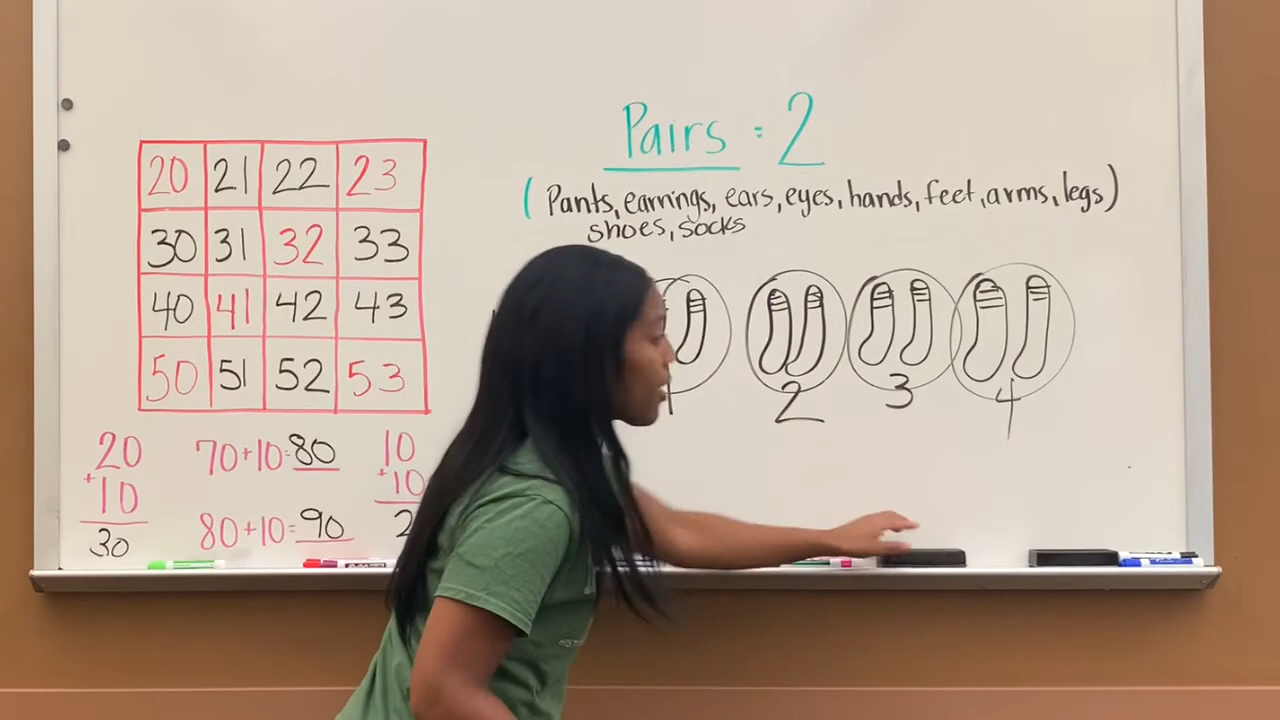 Pairs = 2
( Pants, earnings, ears, eyes, hands, feet, arms, legs)
shoes, socks
20 21 22 23
30 31 32 33
40 41 42 43
50 51 52 53
1 2 3 4
20
+10
30
70+10=80
80+10=90
10
+10
2